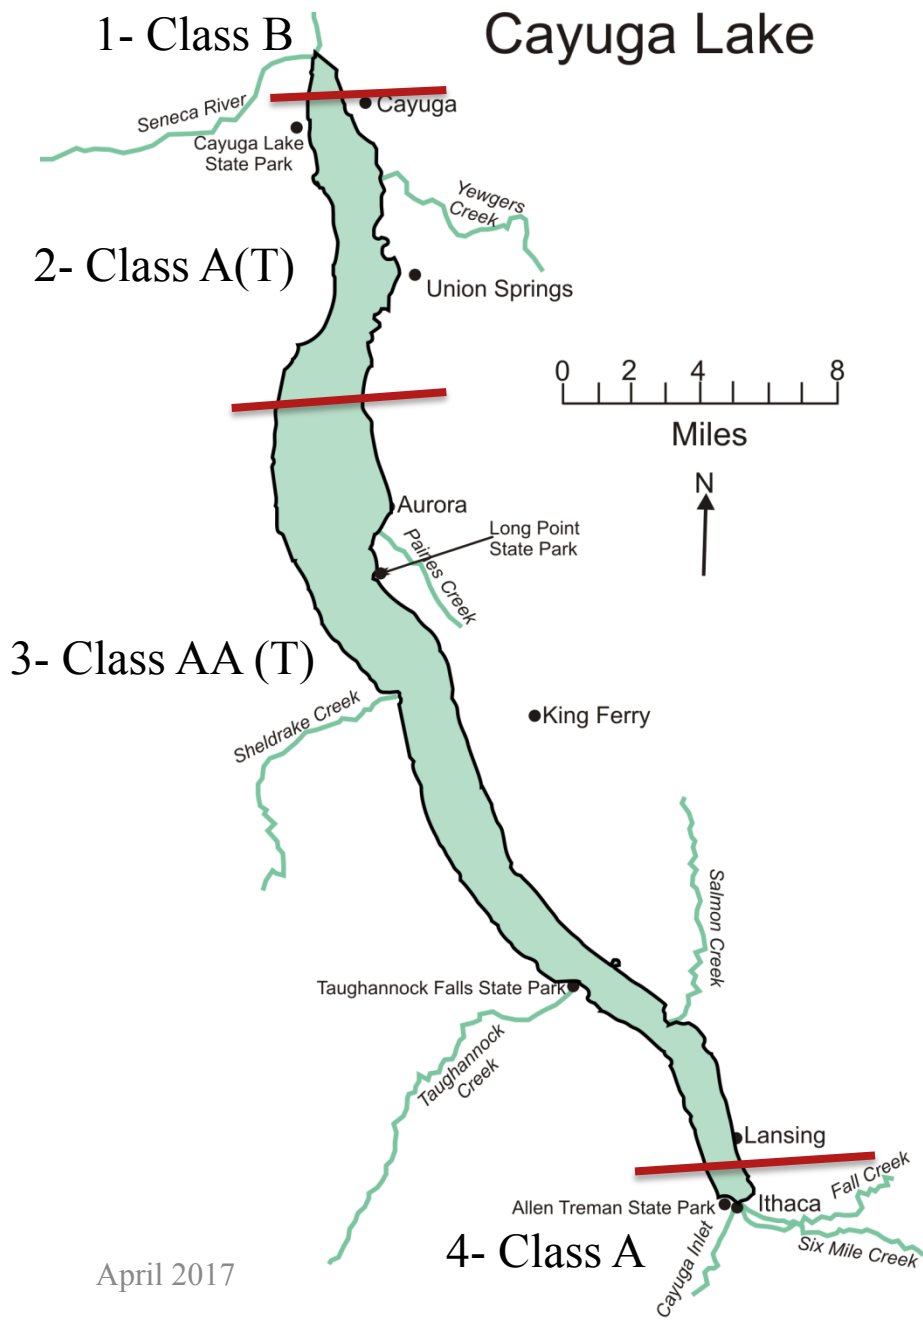 1- Class B
Cayuga Lake
Seneca River
Cayuga
Cayuga Lake
State Park
Yewgers
Creek
2- Class A(T)
Union Springs
0 2 4 8
Miles
N
Aurora
Long Point
State Park
Paines Creek
3- Class AA (T)
Sheldrake Creek
King Ferry
Salmon Creek
Taughannock Falls State Park
Taughannock
Creek
Lansing
Fall Creek
Allen Treman State Park
Ithaca
Six Mile Creek
Cayuga Inlet
4- Class A
April 2017